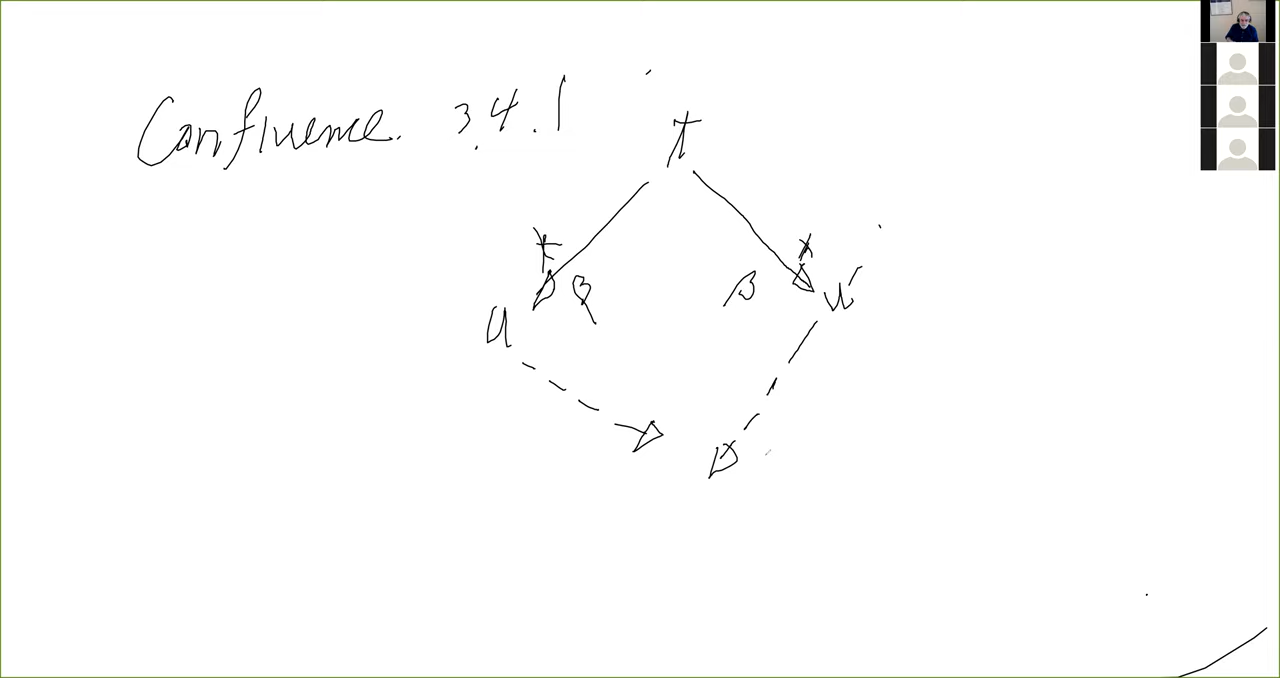 Confluence. 3.4.1
t
* *
β β
u u'